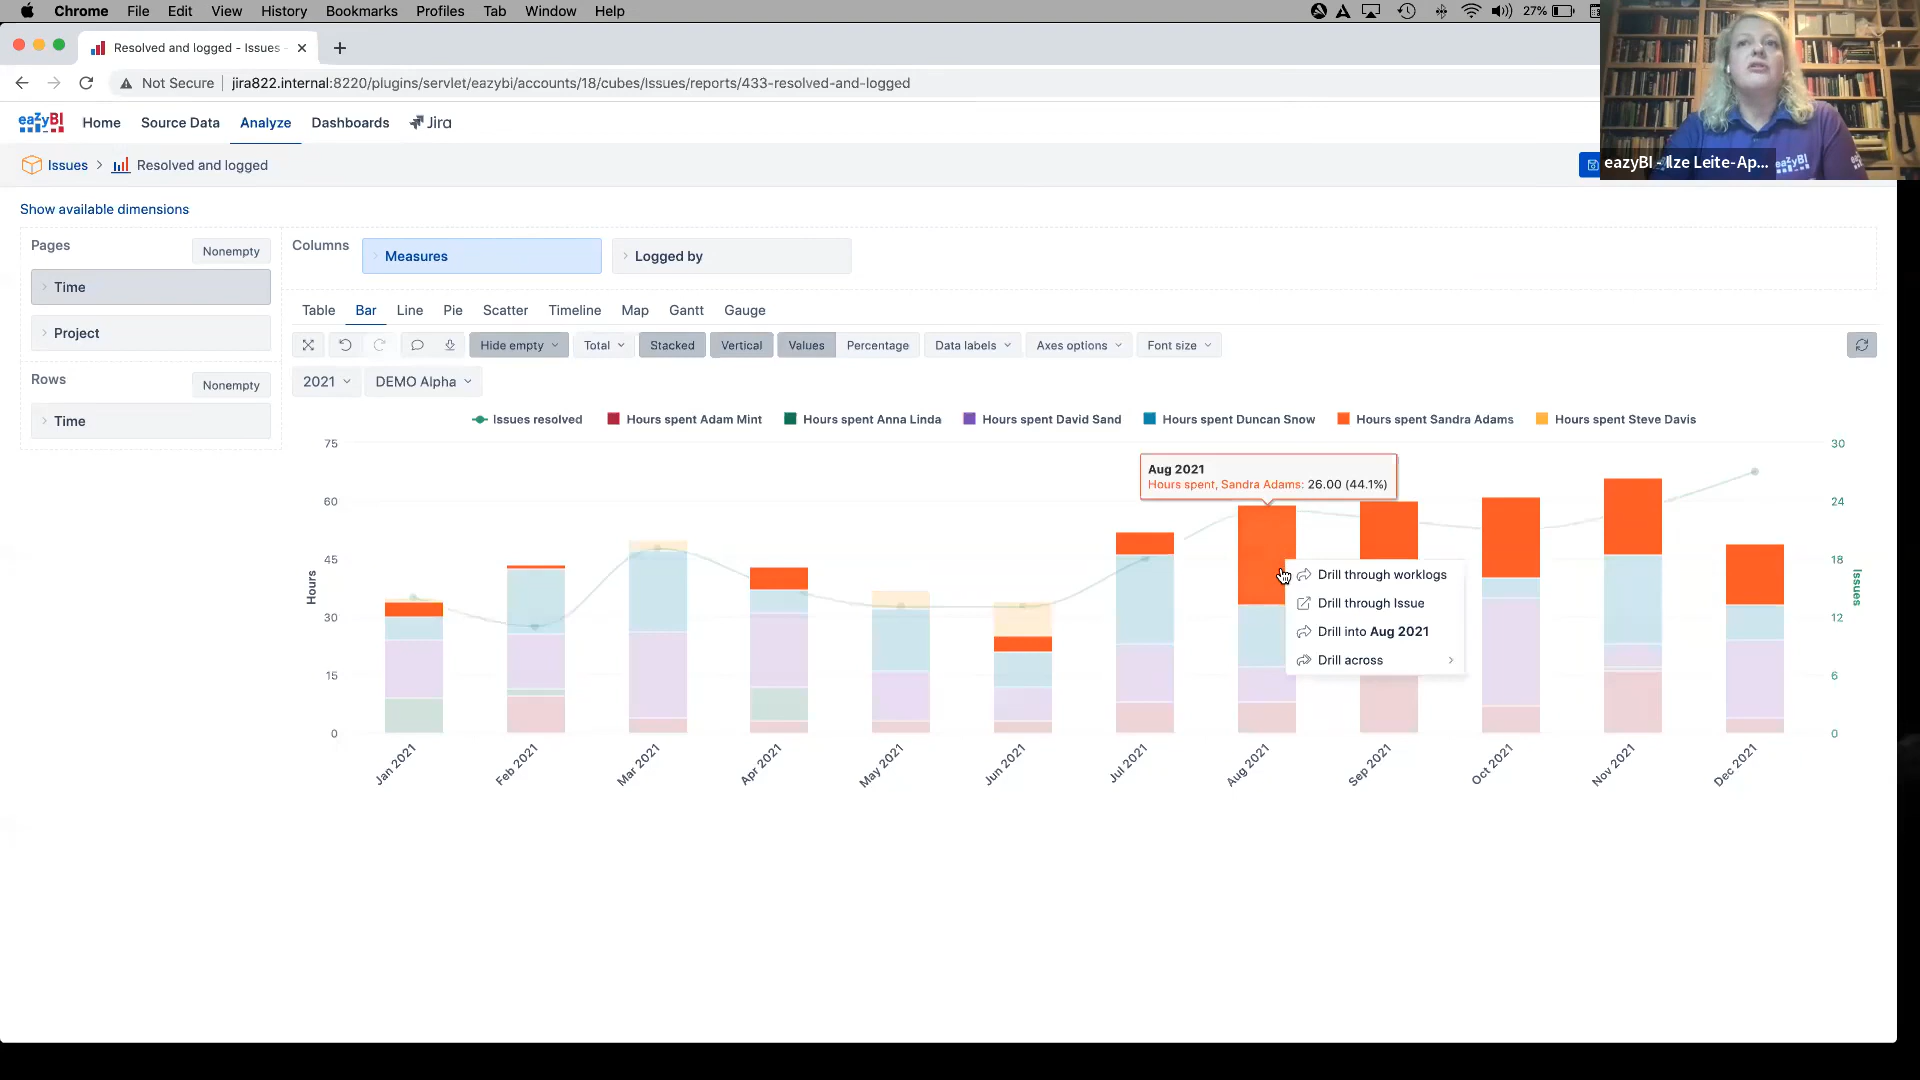 Chrome File Edit View History Bookmarks Profiles Tab Window Help 27%
Resolved and logged - Issues -
Not Secure jira822.internal:8220/plugins/servlet/eazybi/accounts/18/cubes/Issues/reports/433-resolved-and-logged
eazyBI Home Source Data Analyze Dashboards Jira
eazyBI - Ilze Leite-Ap...
eazyBI
Issues > Resolved and logged
Show available dimensions
Pages Nonempty
Time
Project
Rows Nonempty
Time
Columns Measures Logged by
Table Bar Line Pie Scatter Timeline Map Gantt Gauge
Hide empty Total Stacked Vertical Values Percentage Data labels Axes options Font size
2021 DEMO Alpha
Issues resolved Hours spent Adam Mint Hours spent Anna Linda Hours spent David Sand Hours spent Duncan Snow Hours spent Sandra Adams Hours spent Steve Davis
75
60
45
30
15
0
Hours
Aug 2021
Hours spent, Sandra Adams: 26.00 (44.1%)
Drill through worklogs
Drill through Issue
Drill into Aug 2021
Drill across
30
24
18
12
6
0
Issues
Jan 2021 Feb 2021 Mar 2021 Apr 2021 May 2021 Jun 2021 Jul 2021 Aug 2021 Sep 2021 Oct 2021 Nov 2021 Dec 2021